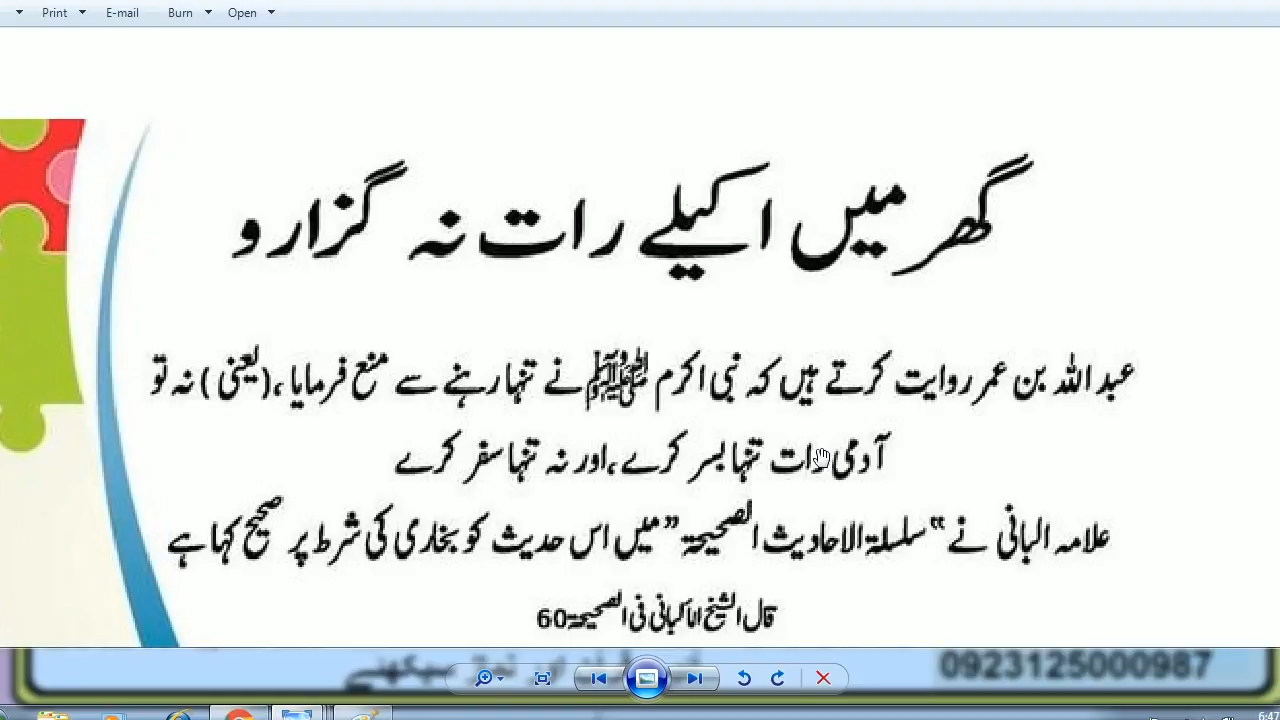 Print E-mail Burn Open
گھر میں اکیلے رات نہ گزارو
عبد اللہ بن عمر روایت کرتے ہیں کہ نبی اکرم ﷺ نے تنہا رہنے سے منع فرمایا ،(یعنی ) نہ تو
آدمی رات تنہا بسر کرے ،اور نہ تنہا سفر کرے
علامہ البانی نے “سلسلۃ الاحادیث الصحیحۃ” میں اس حدیث کو بخاری کی شرط پر صحیح کہا ہے
قال الشیخ الألبانی فی الصحیحۃ 60
0923125000987